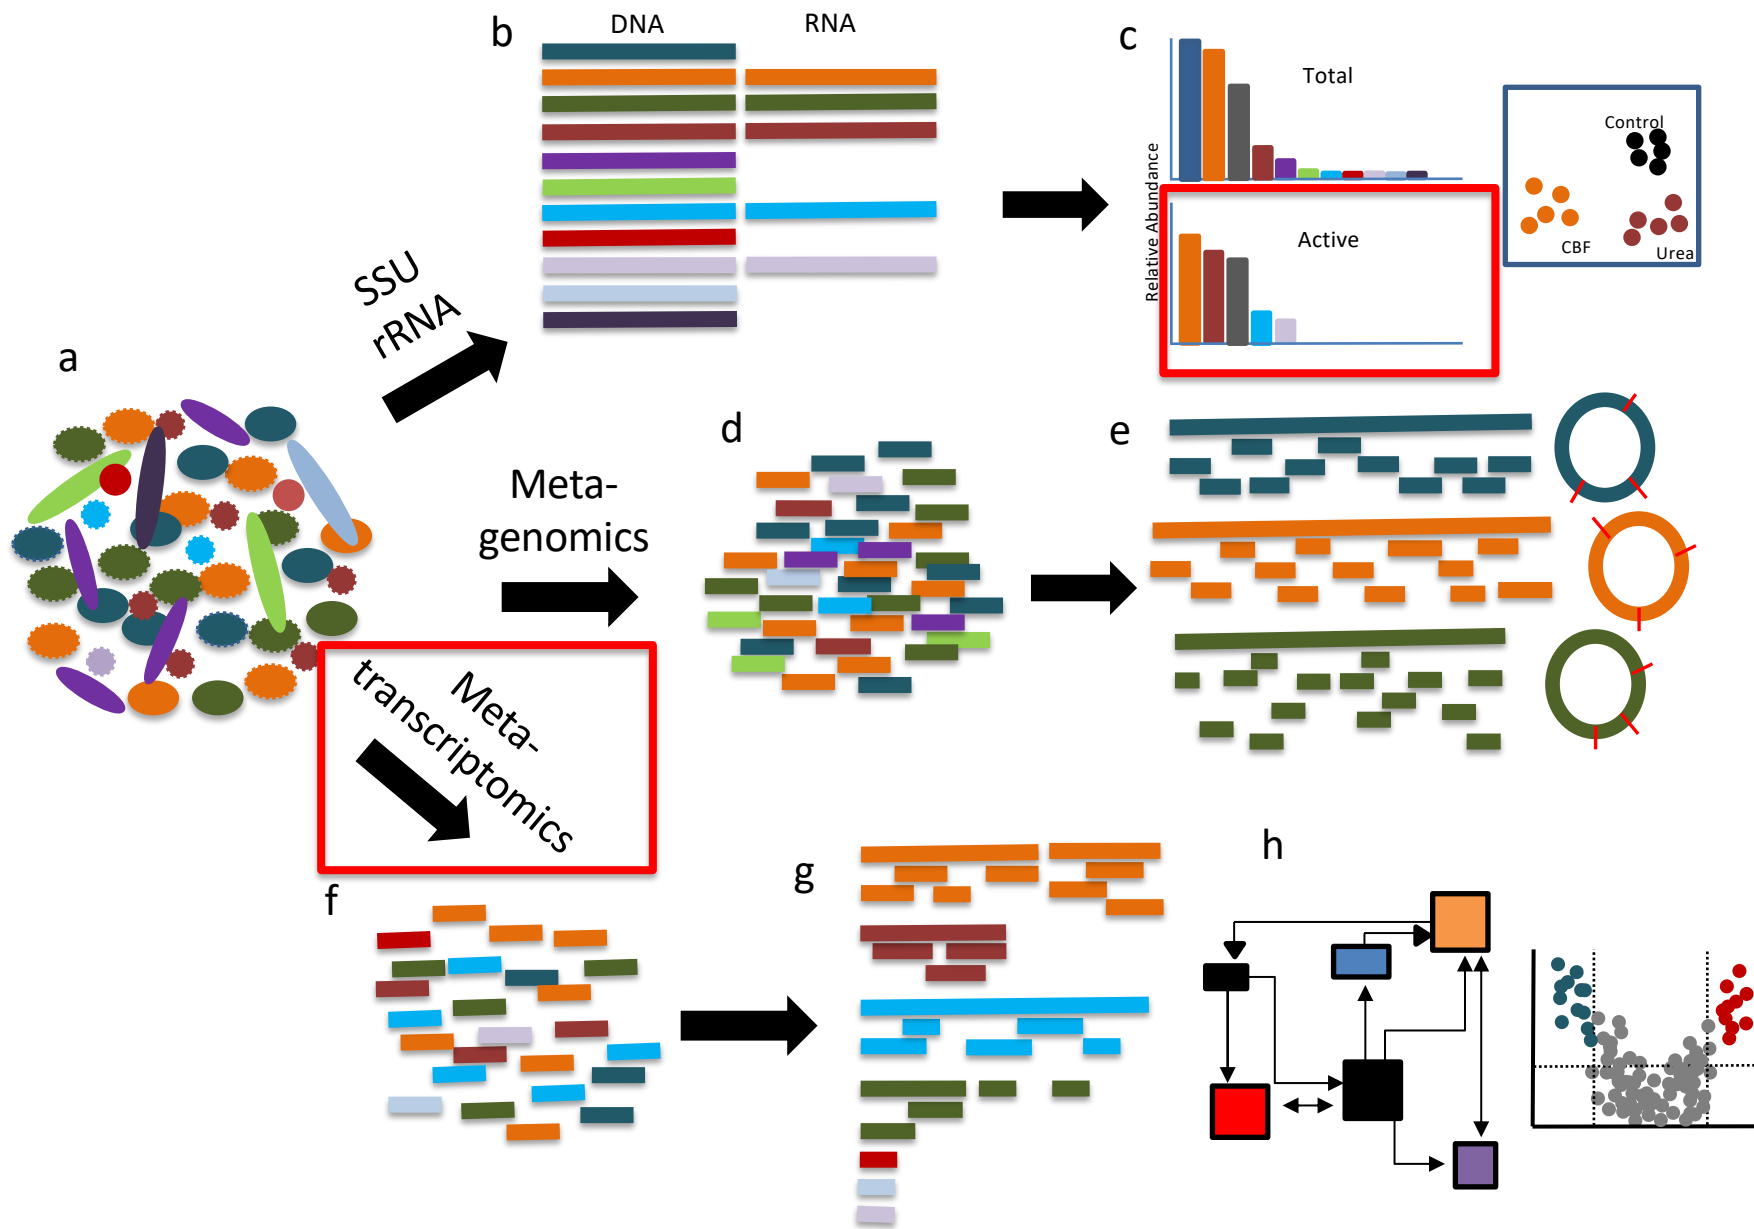 b
DNA
RNA
c
Total
Relative Abundance
Active
Control
CBF
Urea
SSU
rRNA
a
d
Meta-
genomics
e
Meta-
transcriptomics
f
g
h